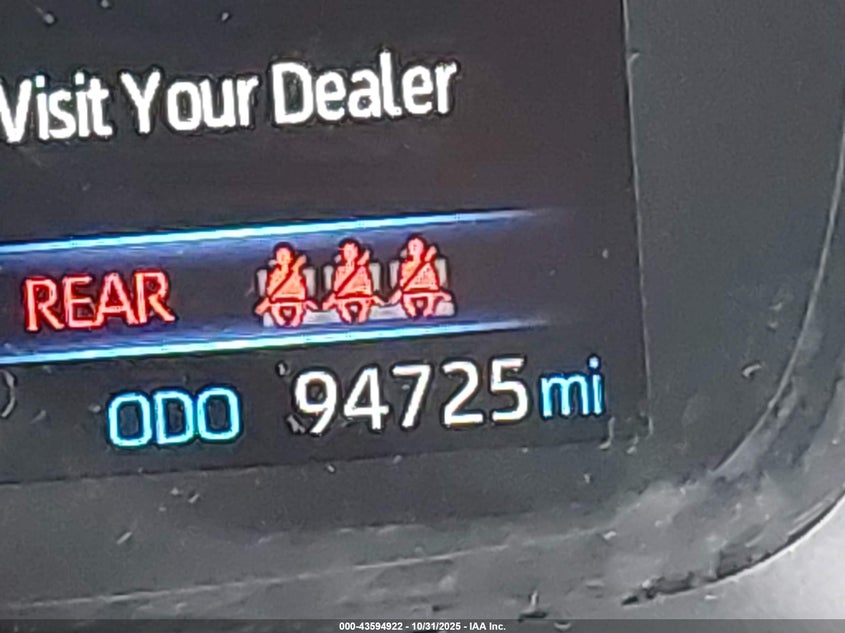 Visit Your Dealer
REAR
ODO 94725 mi
000-43594922 - 10/31/2025 - IAA Inc.